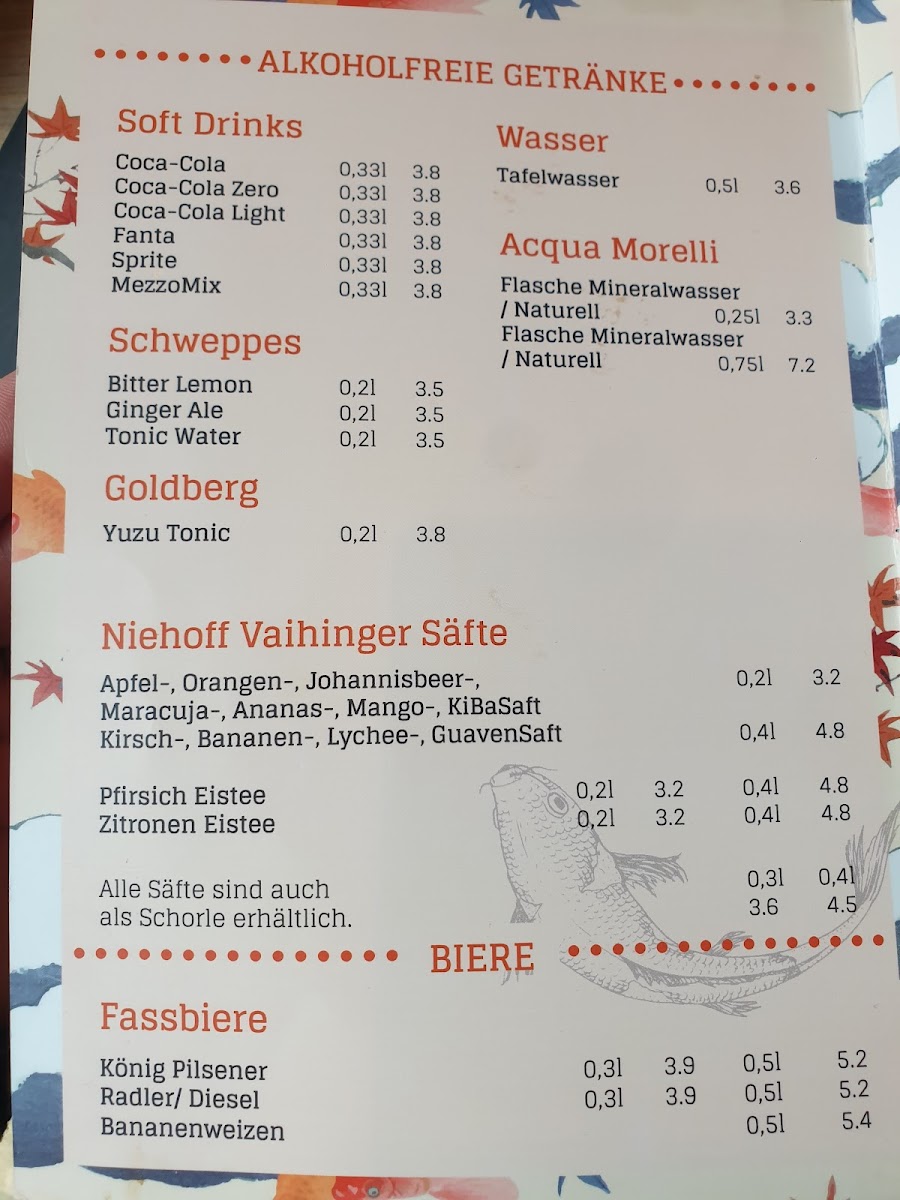 ALKOHOLFREIE GETRÄNKE
Soft Drinks
Coca-Cola 0,33l 3.8
Coca-Cola Zero 0,33l 3.8
Coca-Cola Light 0,33l 3.8
Fanta 0,33l 3.8
Sprite 0,33l 3.8
MezzoMix 0,33l 3.8
Schweppes
Bitter Lemon 0,2l 3.5
Ginger Ale 0,2l 3.5
Tonic Water 0,2l 3.5
Goldberg
Yuzu Tonic 0,2l 3.8
Wasser
Tafelwasser 0,5l 3.6
Acqua Morelli
Flasche Mineralwasser
/ Naturell 0,25l 3.3
Flasche Mineralwasser
/ Naturell 0,75l 7.2
Niehoff Vaihinger Säfte
Apfel-, Orangen-, Johannisbeer-, 0,2l 3.2
Maracuja-, Ananas-, Mango-, KiBaSaft
Kirsch-, Bananen-, Lychee-, GuavenSaft 0,4l 4.8
Pfirsich Eistee 0,2l 3.2 0,4l 4.8
Zitronen Eistee 0,2l 3.2 0,4l 4.8
Alle Säfte sind auch 0,3l 0,4l
als Schorle erhältlich. 3.6 4.5
BIERE
Fassbiere
König Pilsener 0,3l 3.9 0,5l 5.2
Radler/ Diesel 0,3l 3.9 0,5l 5.2
Bananenweizen 0,5l 5.4